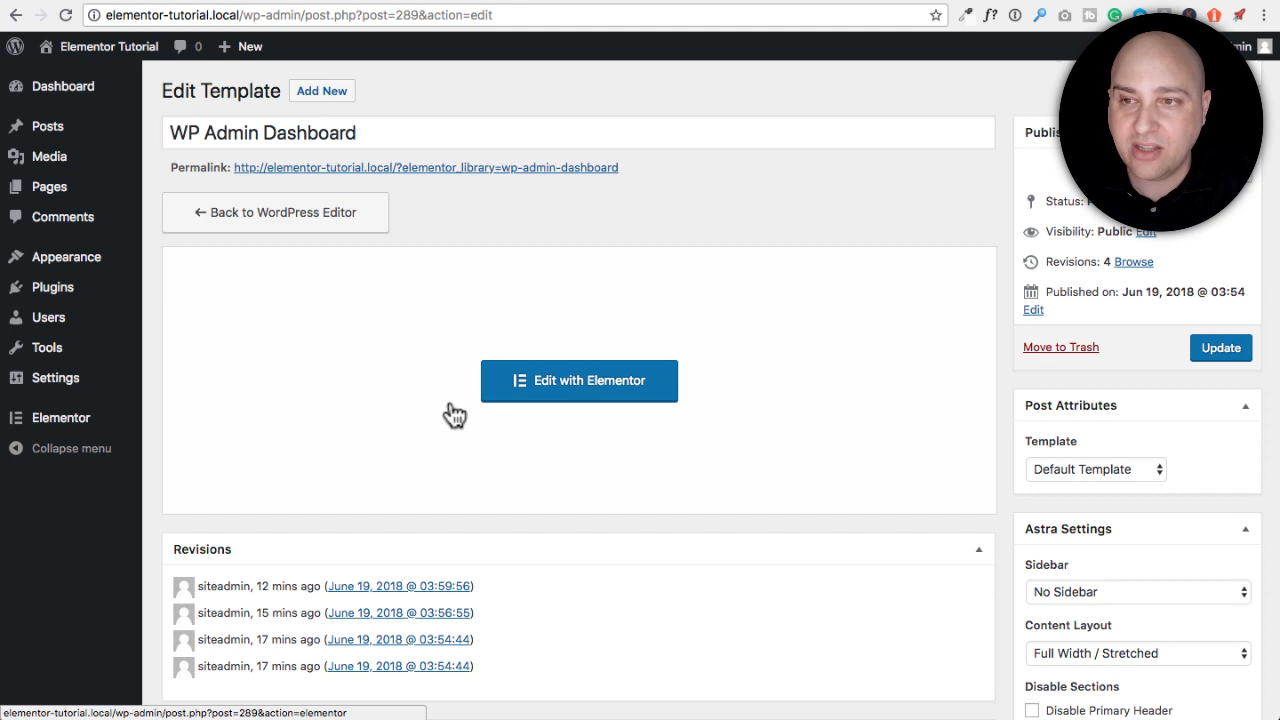 elementor-tutorial.local/wp-admin/post.php?post=289&action=edit
Elementor Tutorial 0 New
Dashboard
Posts
Media
Pages
Comments
Appearance
Plugins
Users
Tools
Settings
Elementor
Collapse menu
Edit Template Add New
WP Admin Dashboard
Permalink: http://elementor-tutorial.local/?elementor_library=wp-admin-dashboard
← Back to WordPress Editor
Edit with Elementor
Revisions
siteadmin, 12 mins ago (June 19, 2018 @ 03:59:56)
siteadmin, 15 mins ago (June 19, 2018 @ 03:56:55)
siteadmin, 17 mins ago (June 19, 2018 @ 03:54:44)
siteadmin, 17 mins ago (June 19, 2018 @ 03:54:44)
Status:
Visibility: Public Edit
Revisions: 4 Browse
Published on: Jun 19, 2018 @ 03:54
Edit
Move to Trash Update
Post Attributes
Template
Default Template
Astra Settings
Sidebar
No Sidebar
Content Layout
Full Width / Stretched
Disable Sections
Disable Primary Header
elementor-tutorial.local/wp-admin/post.php?post=289&action=elementor